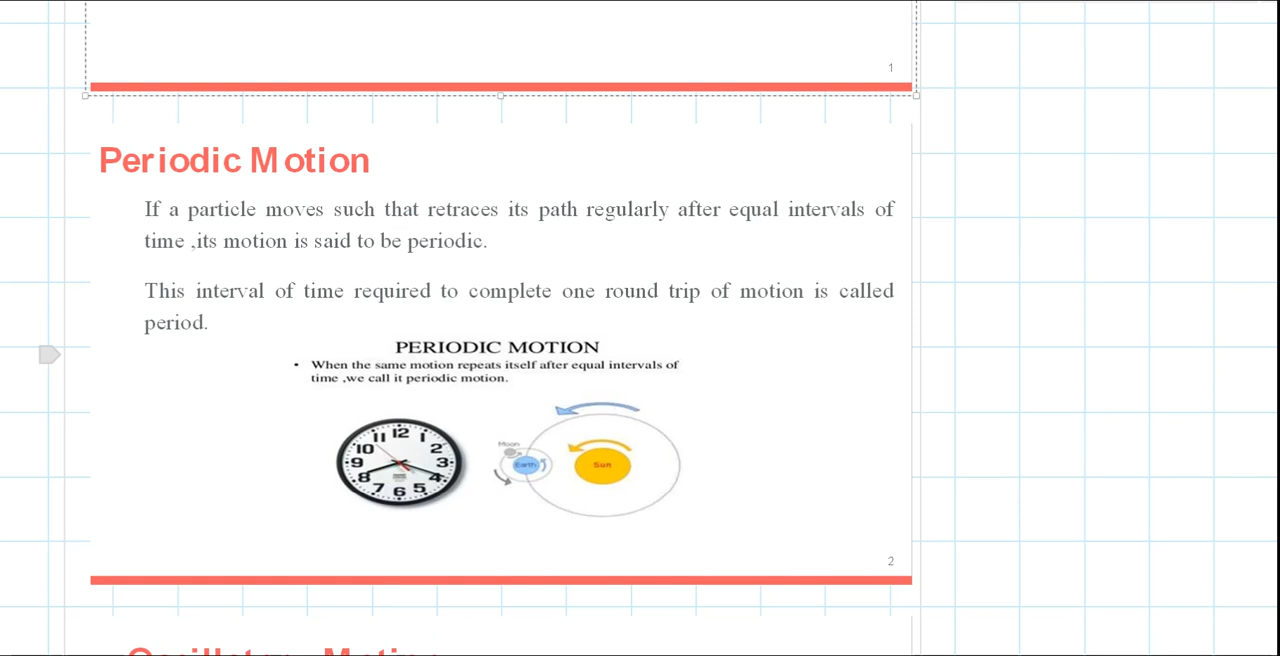 1
Periodic Motion
If a particle moves such that retraces its path regularly after equal intervals of
time ,its motion is said to be periodic.
This interval of time required to complete one round trip of motion is called
period.
PERIODIC MOTION
• When the same motion repeats itself after equal intervals of
time ,we call it periodic motion.
11 12 1
10 2
9 3
8 4
7 6 5
Moon
Earth
Sun
2
Oscillatory Motion